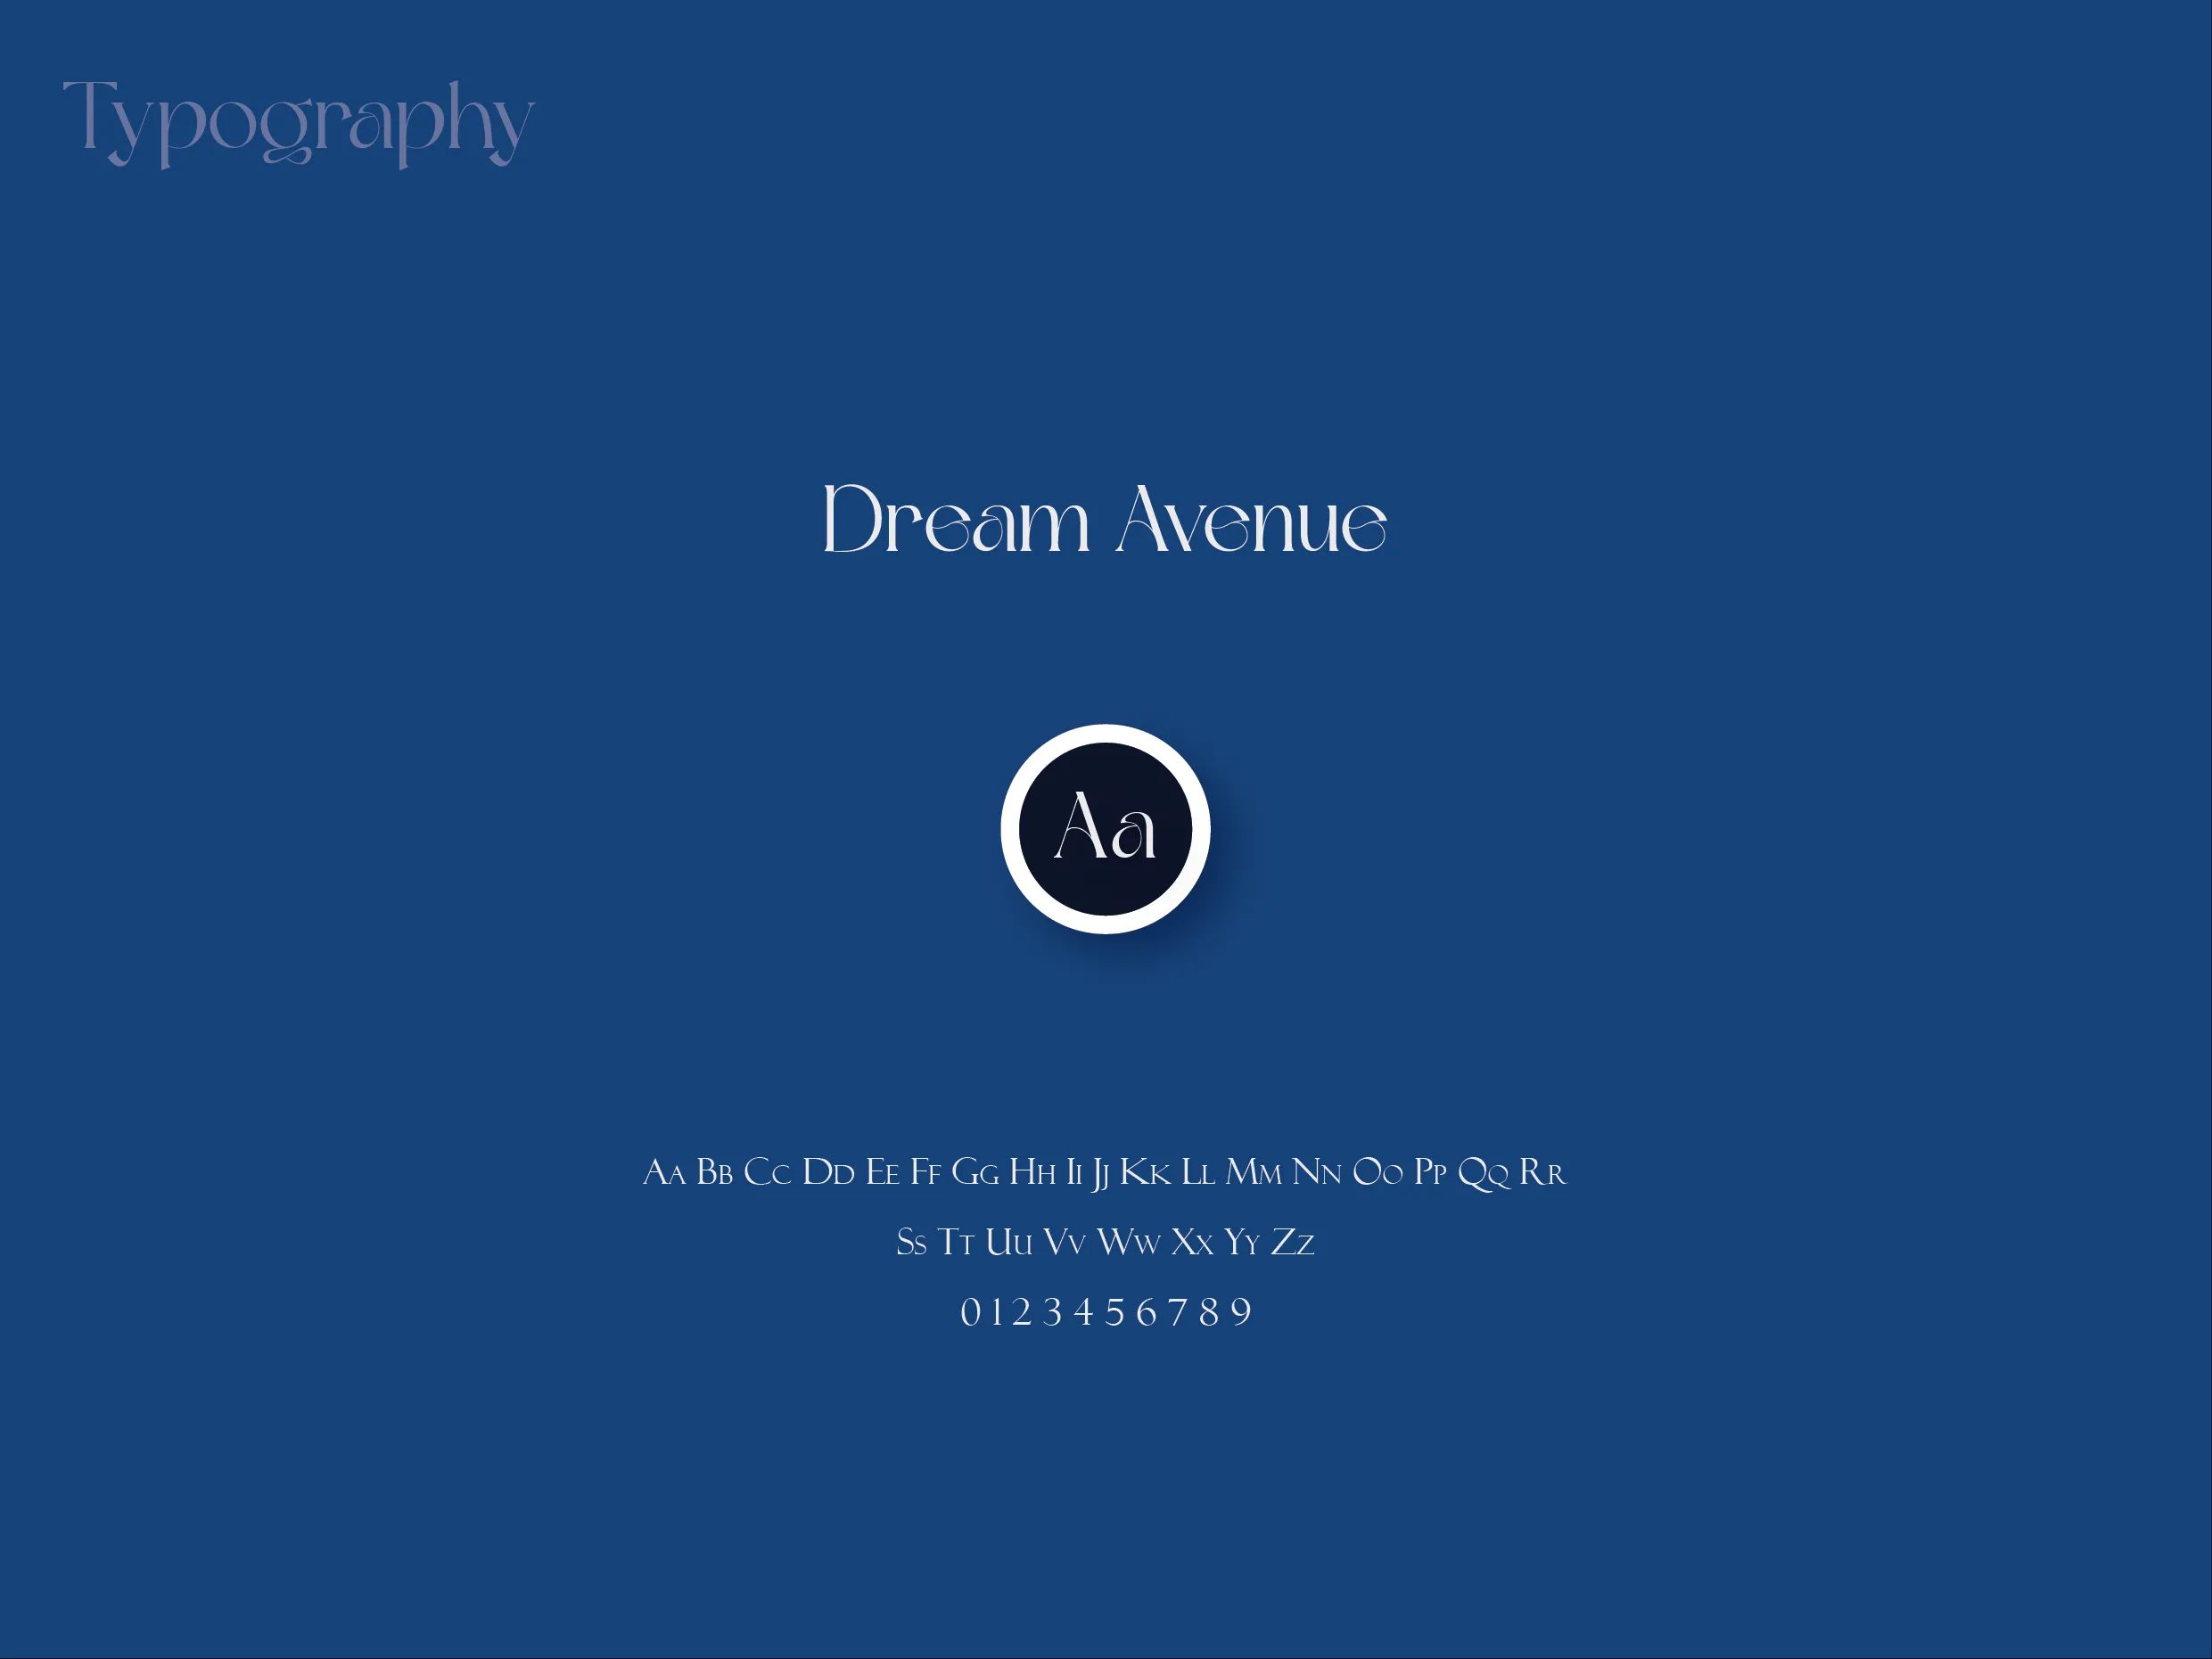 Typography
Dream Avenue
Aa
Aa Bb Cc Dd Ee Ff Gg Hh Ii Jj Kk Ll Mm Nn Oo Pp Qq Rr
Ss Tt Uu Vv Ww Xx Yy Zz
0 1 2 3 4 5 6 7 8 9